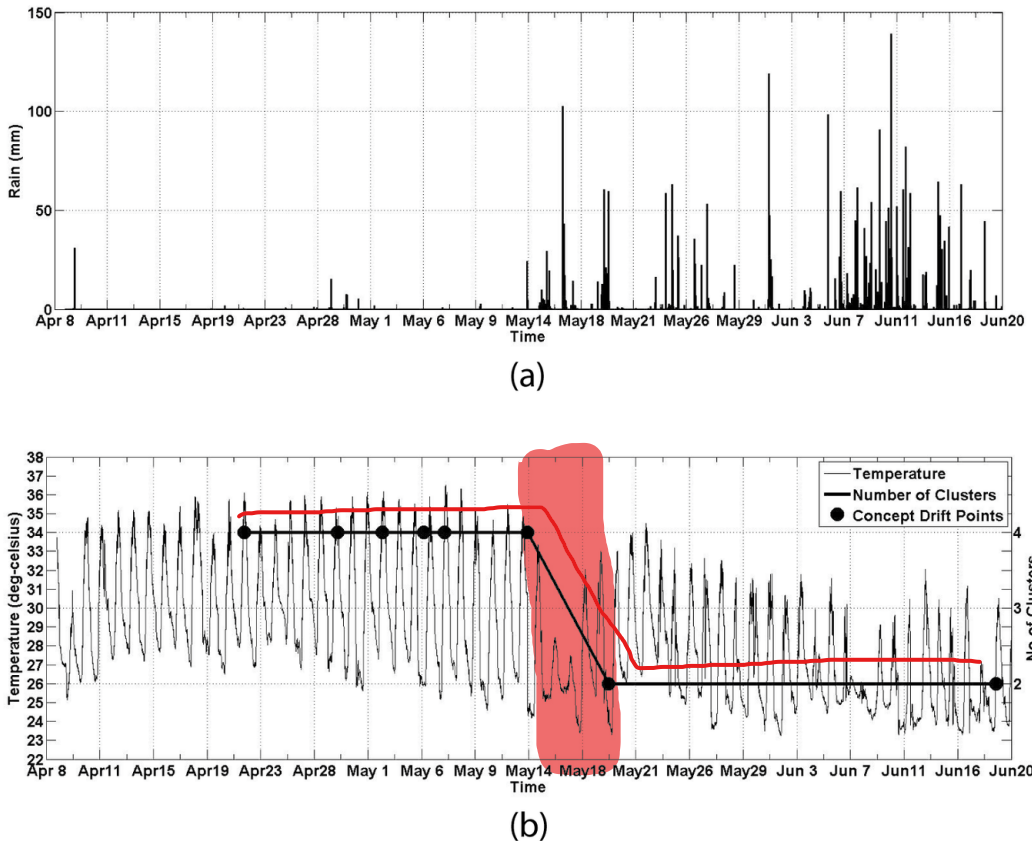 150
100
50
0
Rain (mm)
Apr 8 Apr11 Apr15 Apr19 Apr23 Apr28 May 1 May 6 May 9 May14 May18 May21 May26 May29 Jun 3 Jun 7 Jun11 Jun16 Jun20
Time
(a)
38
37
36
35
34
33
32
31
30
29
28
27
26
25
24
23
22
Temperature (deg-celsius)
Temperature
Number of Clusters
Concept Drift Points
4
3
2
No of Clusters
Apr 8 Apr11 Apr15 Apr19 Apr23 Apr28 May 1 May 6 May 9 May14 May18 May21 May26 May29 Jun 3 Jun 7 Jun11 Jun16 Jun20
Time
(b)